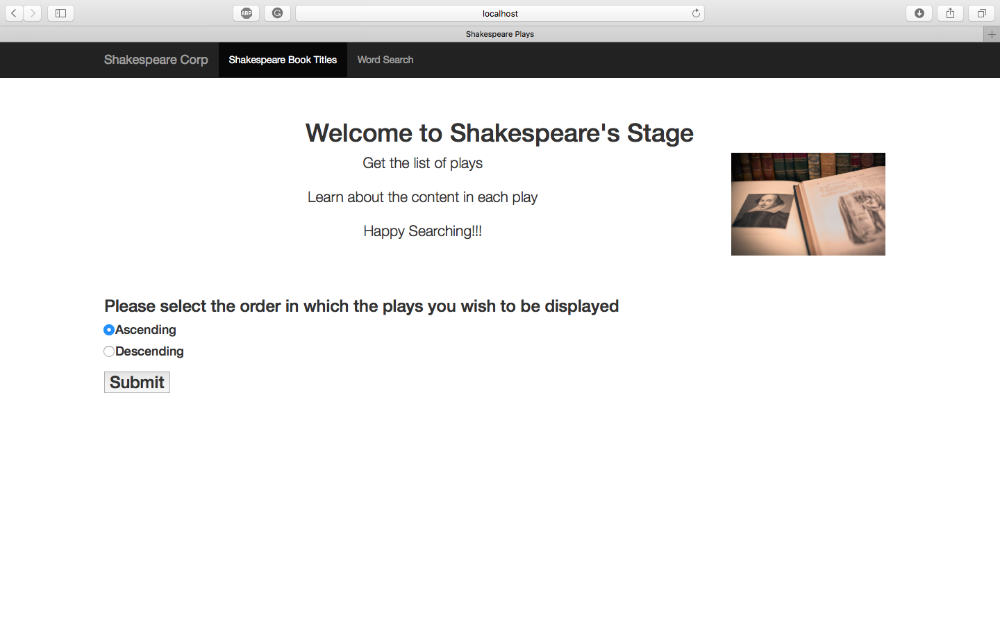 ABP
localhost
Shakespeare Plays
Shakespeare Corp
Shakespeare Book Titles
Word Search
Welcome to Shakespeare's Stage
Get the list of plays
Learn about the content in each play
Happy Searching!!!
Please select the order in which the plays you wish to be displayed
Ascending
Descending
Submit